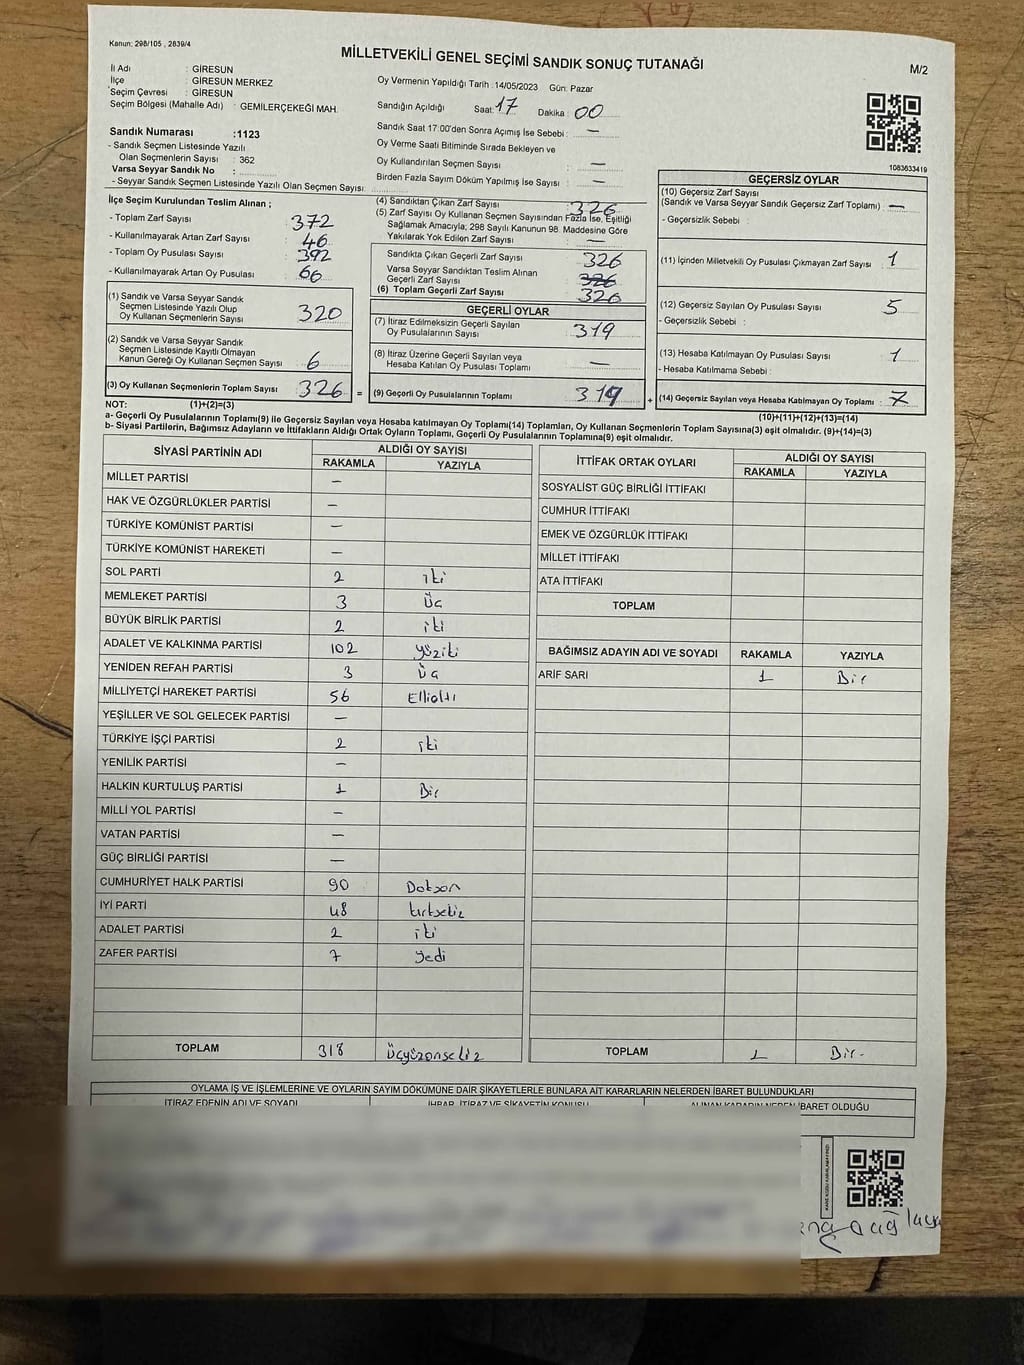 Kanun: 298/105 , 2839/4
MİLLETVEKİLİ GENEL SEÇİMİ SANDIK SONUÇ TUTANAĞI
M/2
İl Adı : GİRESUN
İlçe : GİRESUN MERKEZ
Seçim Çevresi : GİRESUN
Seçim Bölgesi (Mahalle Adı) : GEMİLERÇEKEĞİ MAH.
Sandık Numarası :1123
- Sandık Seçmen Listesinde Yazılı
Olan Seçmenlerin Sayısı : 362
Varsa Seyyar Sandık No :
- Seyyar Sandık Seçmen Listesinde Yazılı Olan Seçmen Sayısı:
Oy Vermenin Yapıldığı Tarih :14/05/2023 Gün: Pazar
Sandığın Açıldığı Saat: 17 Dakika : 00
Sandık Saat 17:00'den Sonra Açımış İse Sebebi : —
Oy Verme Saati Bitiminde Sırada Bekleyen ve
Oy Kullandırılan Seçmen Sayısı : —
Birden Fazla Sayım Döküm Yapılmış İse Sayısı : —
1083633419
İlçe Seçim Kurulundan Teslim Alınan ;
- Toplam Zarf Sayısı : 372
- Kullanılmayarak Artan Zarf Sayısı : 46
- Toplam Oy Pusulası Sayısı : 392
- Kullanılmayarak Artan Oy Pusulası : 66
(1) Sandık ve Varsa Seyyar Sandık
Seçmen Listesinde Yazılı Olup
Oy Kullanan Seçmenlerin Sayısı : 320
(2) Sandık ve Varsa Seyyar Sandık
Seçmen Listesinde Kayıtlı Olmayan
Kanun Gereği Oy Kullanan Seçmen Sayısı : 6
(3) Oy Kullanan Seçmenlerin Toplam Sayısı : 326 =
(4) Sandıktan Çıkan Zarf Sayısı : 326
(5) Zarf Sayısı Oy Kullanan Seçmen Sayısından Fazla İse, Eşitliği
Sağlamak Amacıyla; 298 Sayılı Kanunun 98. Maddesine Göre
Yakılarak Yok Edilen Zarf Sayısı : —
Sandıkta Çıkan Geçerli Zarf Sayısı : 326
Varsa Seyyar Sandıktan Teslim Alınan
Geçerli Zarf Sayısı : 326
(6) Toplam Geçerli Zarf Sayısı : 326
GEÇERLİ OYLAR
(7) İtiraz Edilmeksizin Geçerli Sayılan
Oy Pusulalarının Sayısı : 319
(8) İtiraz Üzerine Geçerli Sayılan veya
Hesaba Katılan Oy Pusulası Toplamı : —
(9) Geçerli Oy Pusulalarının Toplamı : 319 +
GEÇERSİZ OYLAR
(10) Geçersiz Zarf Sayısı
(Sandık ve Varsa Seyyar Sandık Geçersiz Zarf Toplamı) : —
- Geçersizlik Sebebi :
(11) İçinden Milletvekili Oy Pusulası Çıkmayan Zarf Sayısı : 1
(12) Geçersiz Sayılan Oy Pusulası Sayısı : 5
- Geçersizlik Sebebi :
(13) Hesaba Katılmayan Oy Pusulası Sayısı : 1
- Hesaba Katılmama Sebebi :
(14) Geçersiz Sayılan veya Hesaba Katılmayan Oy Toplamı : 7
NOT: (1)+(2)=(3) (10)+(11)+(12)+(13)=(14)
a- Geçerli Oy Pusulalarının Toplamı(9) ile Geçersiz Sayılan veya Hesaba katılmayan Oy Toplamı(14) Toplamları, Oy Kullanan Seçmenlerin Toplam Sayısına(3) eşit olmalıdır. (9)+(14)=(3)
b- Siyasi Partilerin, Bağımsız Adayların ve İttifakların Aldığı Ortak Oyların Toplamı, Geçerli Oy Pusulalarının Toplamına(9) eşit olmalıdır.
SİYASİ PARTİNİN ADI ALDIĞI OY SAYISI
RAKAMLA YAZIYLA
MİLLET PARTİSİ —
HAK VE ÖZGÜRLÜKLER PARTİSİ —
TÜRKİYE KOMÜNİST PARTİSİ —
TÜRKİYE KOMÜNİST HAREKETİ —
SOL PARTİ 2 iki
MEMLEKET PARTİSİ 3 Üç
BÜYÜK BİRLİK PARTİSİ 2 iki
ADALET VE KALKINMA PARTİSİ 102 yüziki
YENİDEN REFAH PARTİSİ 3 Üç
MİLLİYETÇİ HAREKET PARTİSİ 56 Ellialtı
YEŞİLLER VE SOL GELECEK PARTİSİ —
TÜRKİYE İŞÇİ PARTİSİ 2 iki
YENİLİK PARTİSİ —
HALKIN KURTULUŞ PARTİSİ 1 Bir
MİLLİ YOL PARTİSİ —
VATAN PARTİSİ —
GÜÇ BİRLİĞİ PARTİSİ —
CUMHURİYET HALK PARTİSİ 90 Doksan
İYİ PARTİ 48 kırksekiz
ADALET PARTİSİ 2 iki
ZAFER PARTİSİ 7 yedi
TOPLAM 318 üçyüzonsekiz
İTTİFAK ORTAK OYLARI ALDIĞI OY SAYISI
RAKAMLA YAZIYLA
SOSYALİST GÜÇ BİRLİĞİ İTTİFAKI
CUMHUR İTTİFAKI
EMEK VE ÖZGÜRLÜK İTTİFAKI
MİLLET İTTİFAKI
ATA İTTİFAKI
TOPLAM
BAĞIMSIZ ADAYIN ADI VE SOYADI RAKAMLA YAZIYLA
ARİF SARI 1 Bir
TOPLAM 1 Bir
OYLAMA İŞ VE İŞLEMLERİNE VE OYLARIN SAYIM DÖKÜMÜNE DAİR ŞİKAYETLERLE BUNLARA AİT KARARLARIN NELERDEN İBARET BULUNDUKLARI
İTİRAZ EDENİN ADI VE SOYADI İHBAR, İTİRAZ VE ŞİKAYETİN KONUSU ALINAN KARARIN NEDEN İBARET OLDUĞU